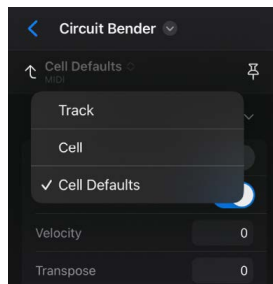 Circuit Bender
Cell Defaults
MIDI
Track
Cell
✓ Cell Defaults
Velocity 0
Transpose 0